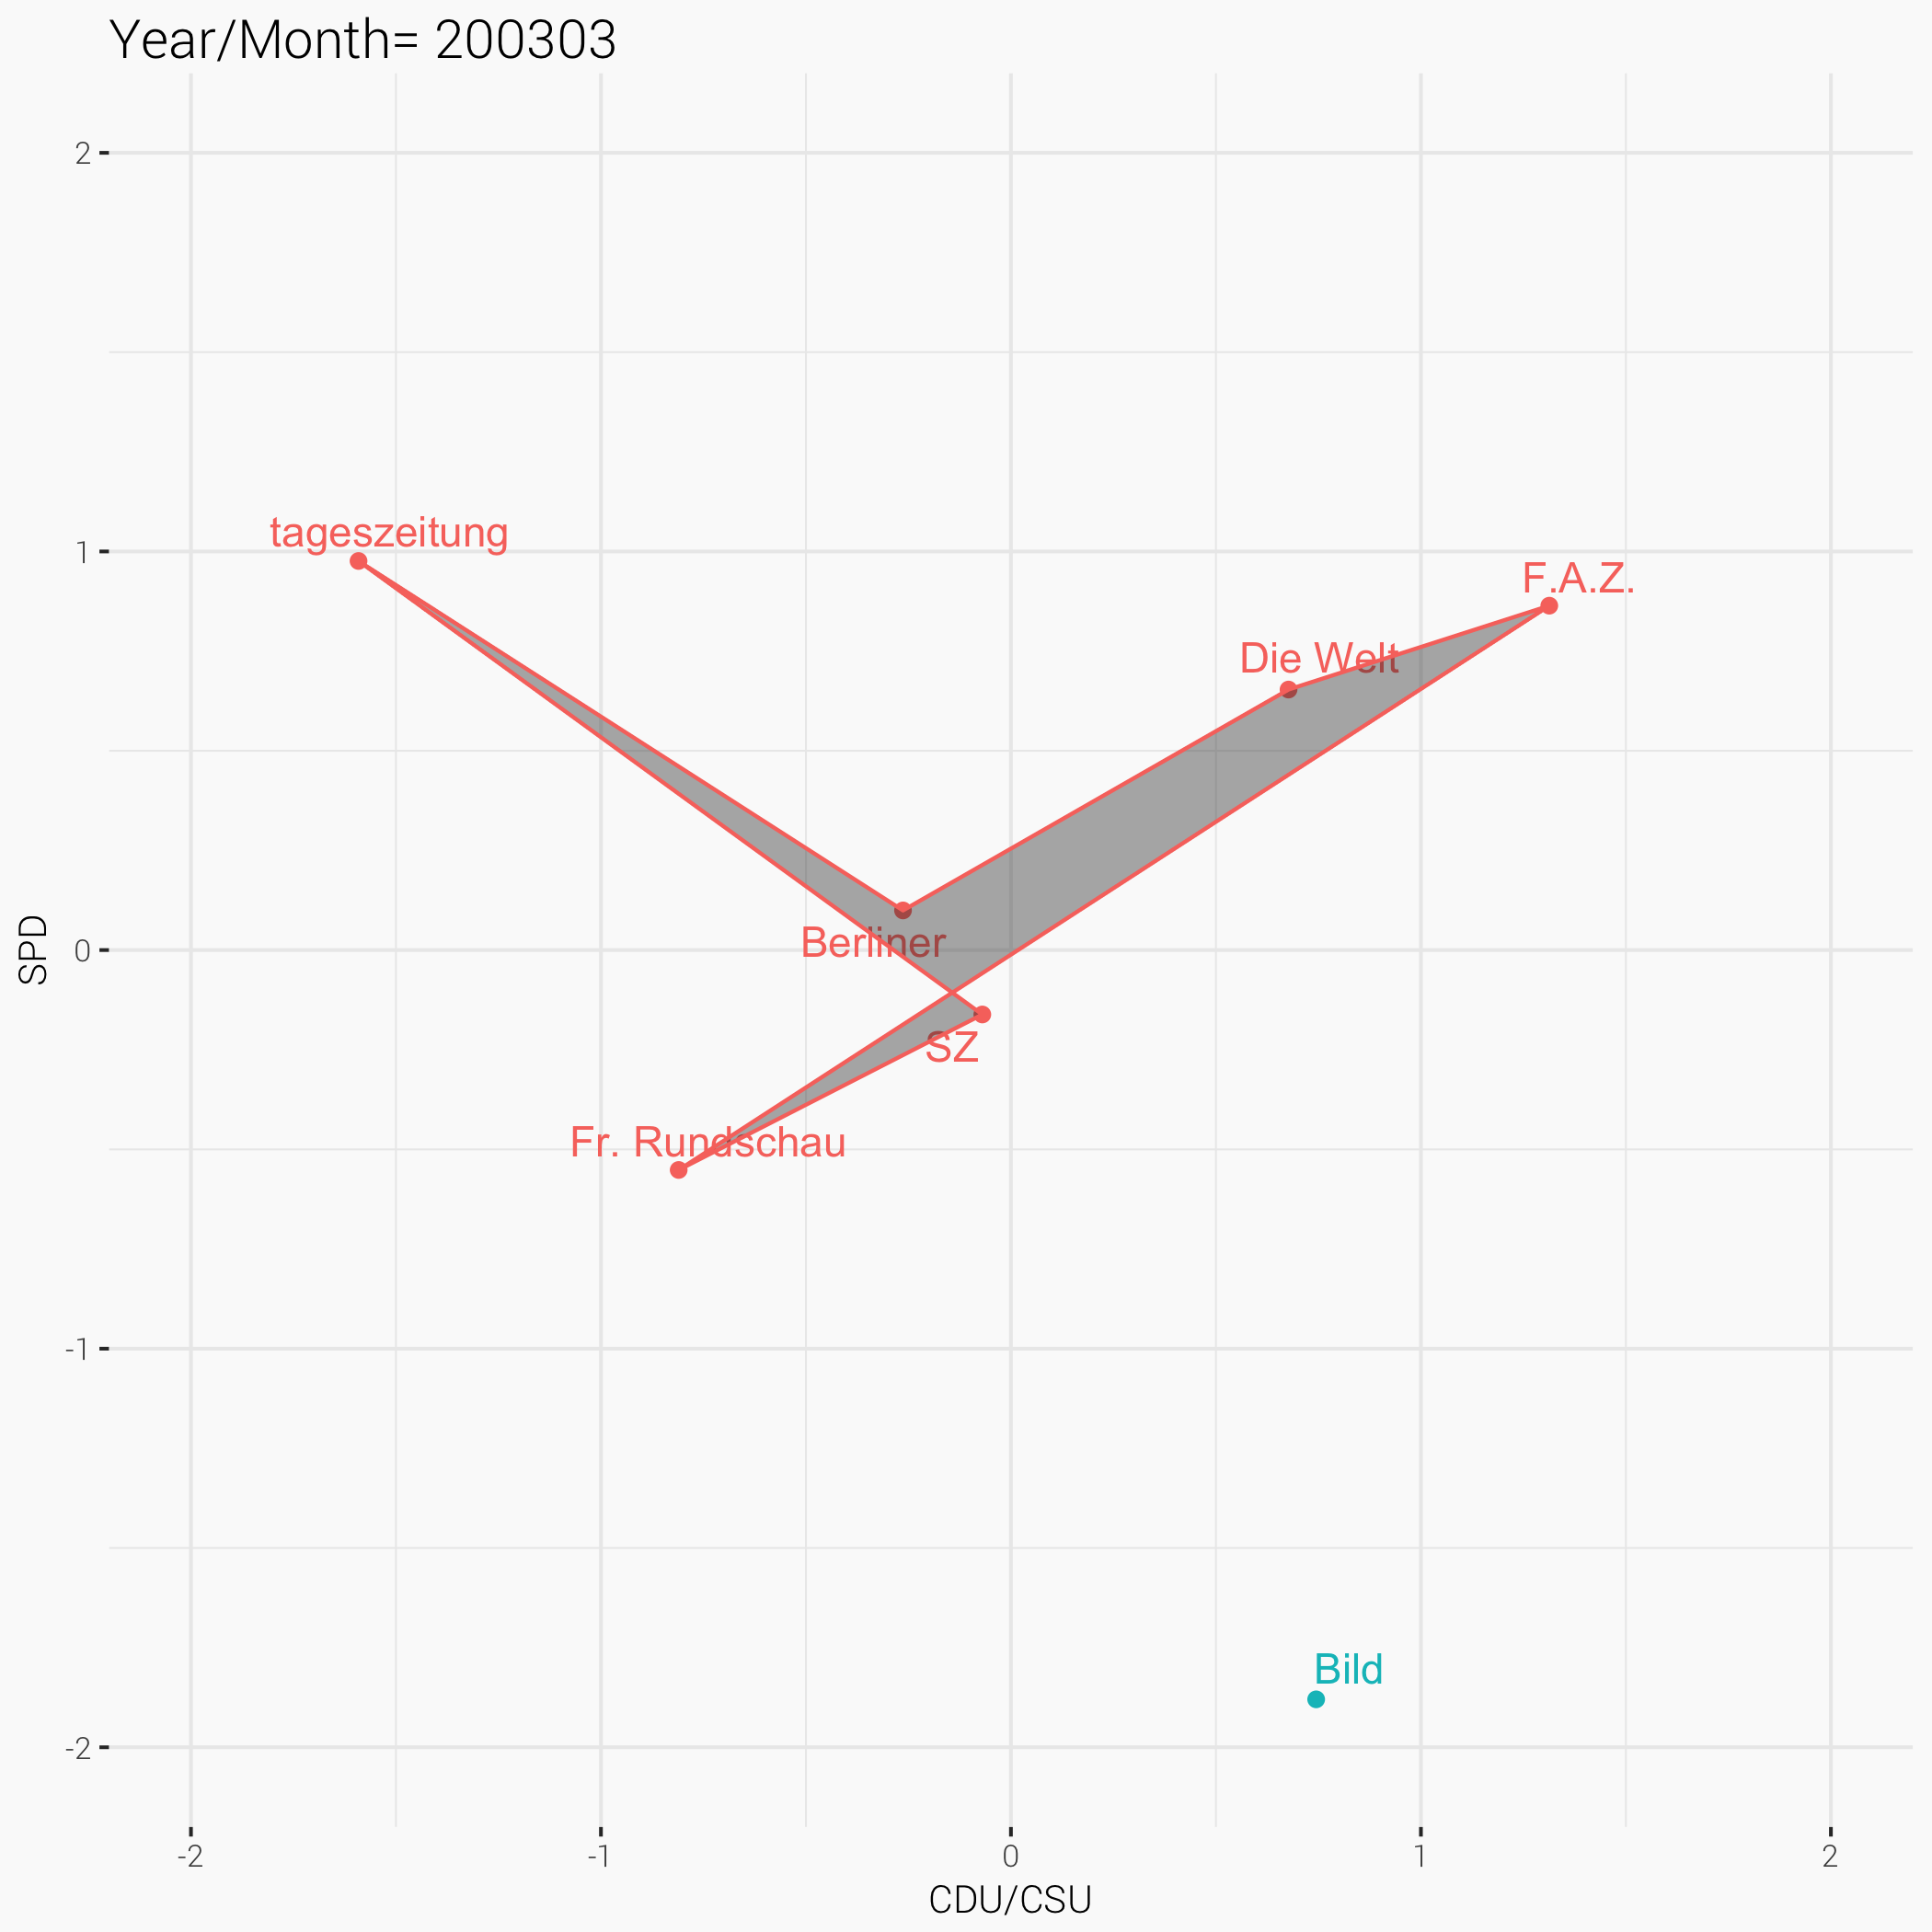 Year/Month= 200303
2
tageszeitung
1
F.A.Z.
Die Welt
SPD
0
Berliner
SZ
Fr. Rundschau
-1
Bild
-2
-2
-1
0
1
2
CDU/CSU